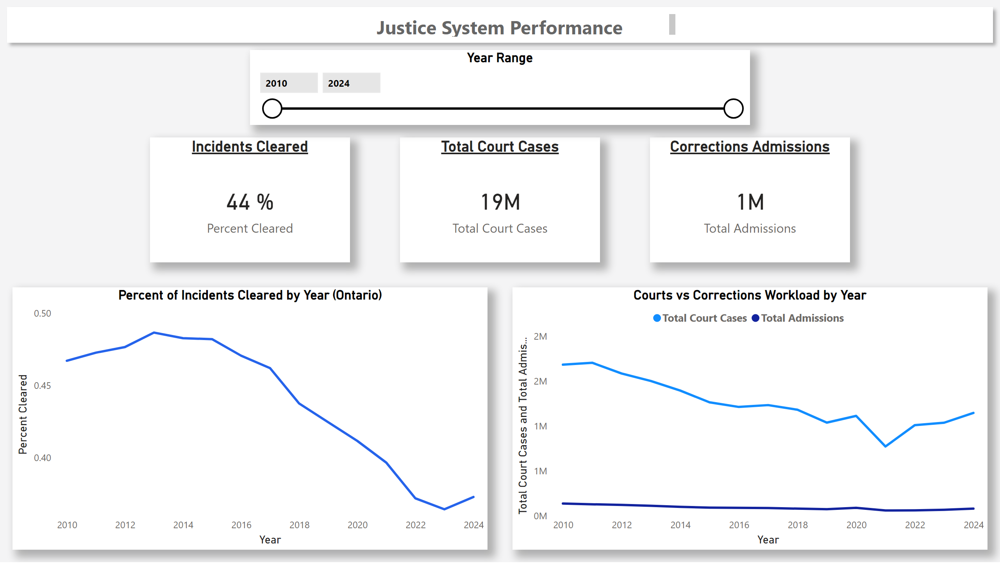 Justice System Performance
Year Range
2010 2024
Incidents Cleared
44 %
Percent Cleared
Total Court Cases
19M
Total Court Cases
Corrections Admissions
1M
Total Admissions
Percent of Incidents Cleared by Year (Ontario)
Percent Cleared
0.50
0.45
0.40
2010 2012 2014 2016 2018 2020 2022 2024
Year
Courts vs Corrections Workload by Year
Total Court Cases Total Admissions
Total Court Cases and Total Admis...
2M
2M
1M
1M
0M
2010 2012 2014 2016 2018 2020 2022 2024
Year